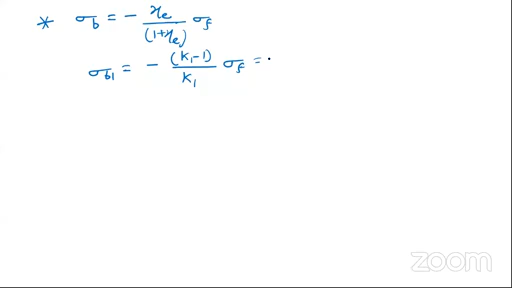 * σ_b = - χ_e / (1+χ_e) σ_f
σ_b1 = - (K_1 - 1) / K_1 σ_f =
zoom